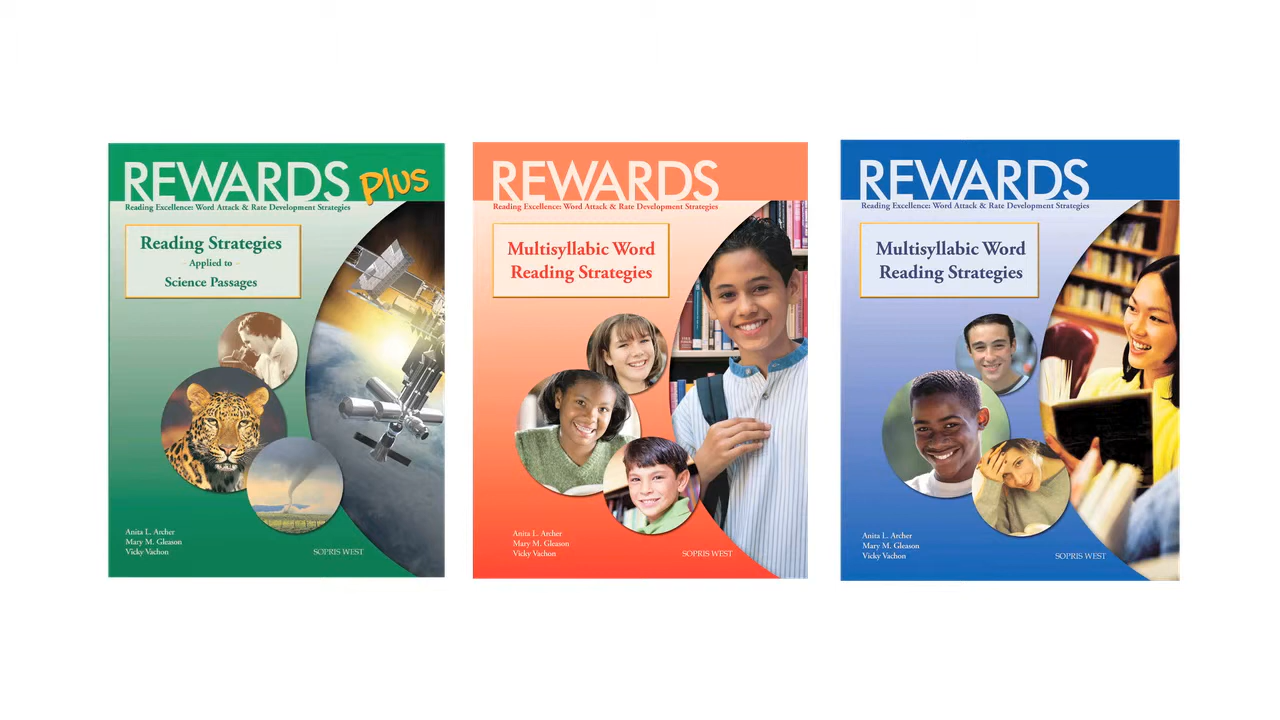 REWARDS Plus
Reading Excellence: Word Attack & Rate Development Strategies
Reading Strategies
Applied to
Science Passages
Anita L. Archer
Mary M. Gleason
Vicky Vachon
SOPRIS WEST
REWARDS
Reading Excellence: Word Attack & Rate Development Strategies
Multisyllabic Word
Reading Strategies
Anita L. Archer
Mary M. Gleason
Vicky Vachon
SOPRIS WEST
REWARDS
Reading Excellence: Word Attack & Rate Development Strategies
Multisyllabic Word
Reading Strategies
Anita L. Archer
Mary M. Gleason
Vicky Vachon
SOPRIS WEST